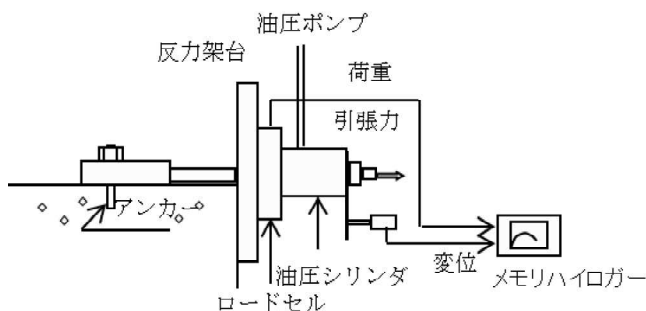 油圧ポンプ
反力架台
荷重
引張力
アンカー
油圧シリンダ
変位
メモリハイロガー
ロードセル